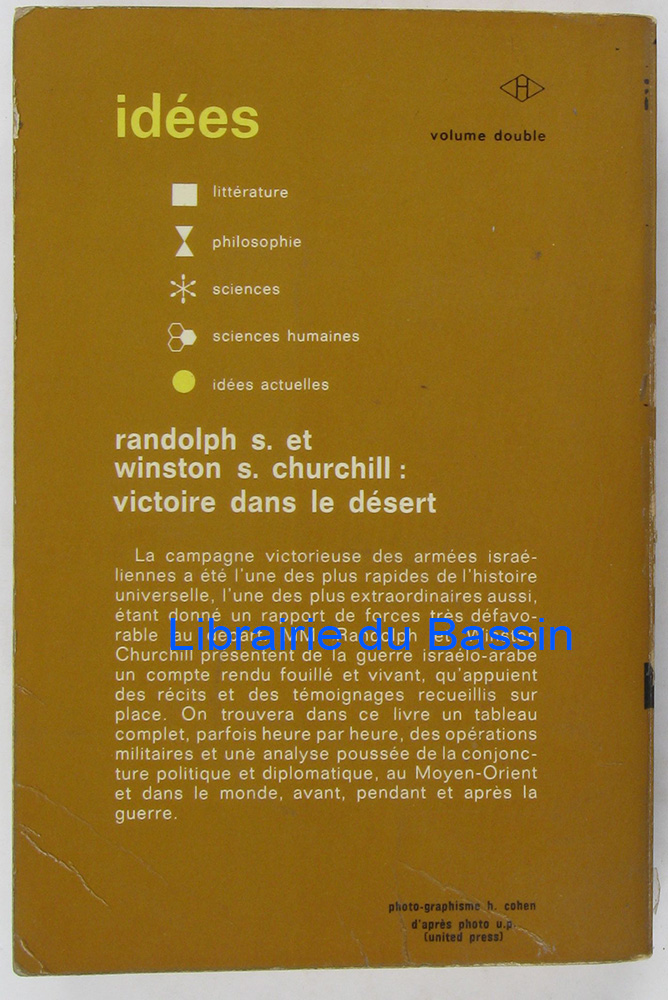 idées
H
volume double
littérature
philosophie
sciences
sciences humaines
idées actuelles
randolph s. et
winston s. churchill :
victoire dans le désert
La campagne victorieuse des armées israé-
liennes a été l'une des plus rapides de l'histoire
universelle, l'une des plus extraordinaires aussi,
étant donné un rapport de forces très défavo-
rable au départ. MM. Randolph et Winston
Churchill présentent de la guerre israélo-arabe
un compte rendu fouillé et vivant, qu'appuient
des récits et des témoignages recueillis sur
place. On trouvera dans ce livre un tableau
complet, parfois heure par heure, des opérations
militaires et une analyse poussée de la conjonc-
ture politique et diplomatique, au Moyen-Orient
et dans le monde, avant, pendant et après la
guerre.
Librairie du Bassin
photo-graphisme h. cohen
d'après photo u.p.
(united press)